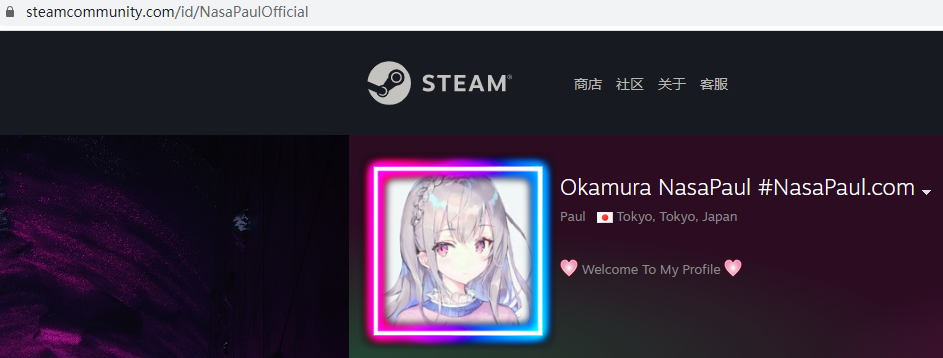 steamcommunity.com/id/NasaPaulOfficial
STEAM®
商店 社区 关于 客服
Okamura NasaPaul #NasaPaul.com
Paul Tokyo, Tokyo, Japan
Welcome To My Profile